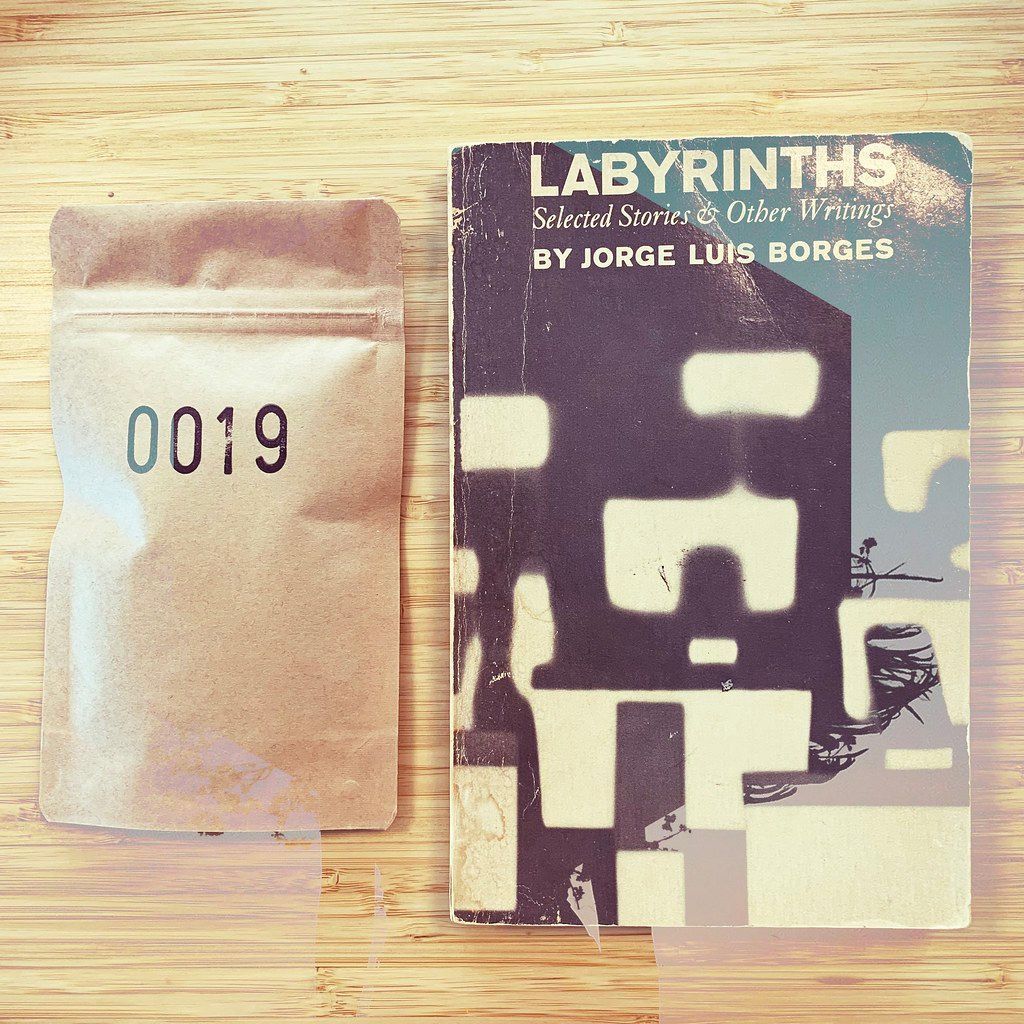 0019
LABYRINTHS
Selected Stories & Other Writings
BY JORGE LUIS BORGES